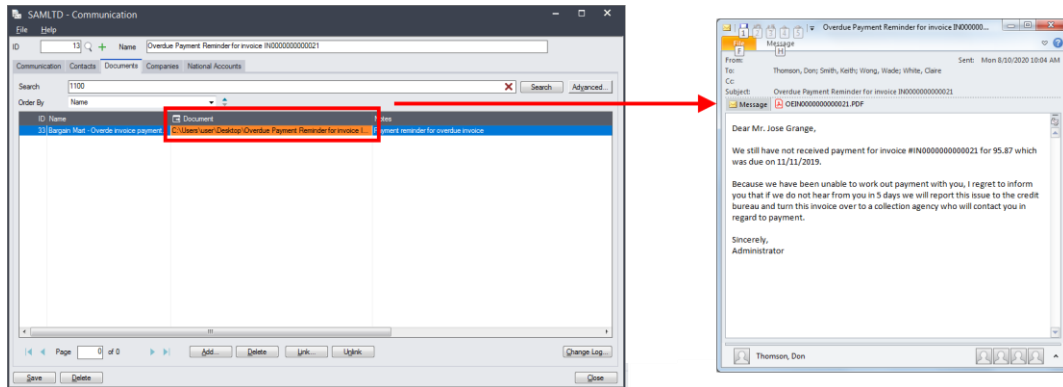 SAMLTD - Communication
File Help
ID 13 Name Overdue Payment Reminder for invoice IN0000000000021
Communication Contacts Documents Companies National Accounts
Search 1100 Search Advanced...
Order By Name
ID Name Document Notes
33 Bargain Mart - Overde invoice payment. C:\Users\user\Desktop\Overdue Payment Reminder for invoice I... Payment reminder for overdue invoice
Page 0 of 0 Add... Delete Link... Unlink Change Log...
Save Delete Close
1 2 3 4 5 Overdue Payment Reminder for invoice IN000000...
File Message
F H
From: Sent: Mon 8/10/2020 10:04 AM
To: Thomson, Don; Smith, Keith; Wong, Wade; White, Claire
Cc:
Subject: Overdue Payment Reminder for invoice IN0000000000021
Message OEIN0000000000021.PDF
Dear Mr. Jose Grange,
We still have not received payment for invoice #IN0000000000021 for 95.87 which
was due on 11/11/2019.
Because we have been unable to work out payment with you, I regret to inform
you that if we do not hear from you in 5 days we will report this issue to the credit
bureau and turn this invoice over to a collection agency who will contact you in
regard to payment.
Sincerely,
Administrator
Thomson, Don